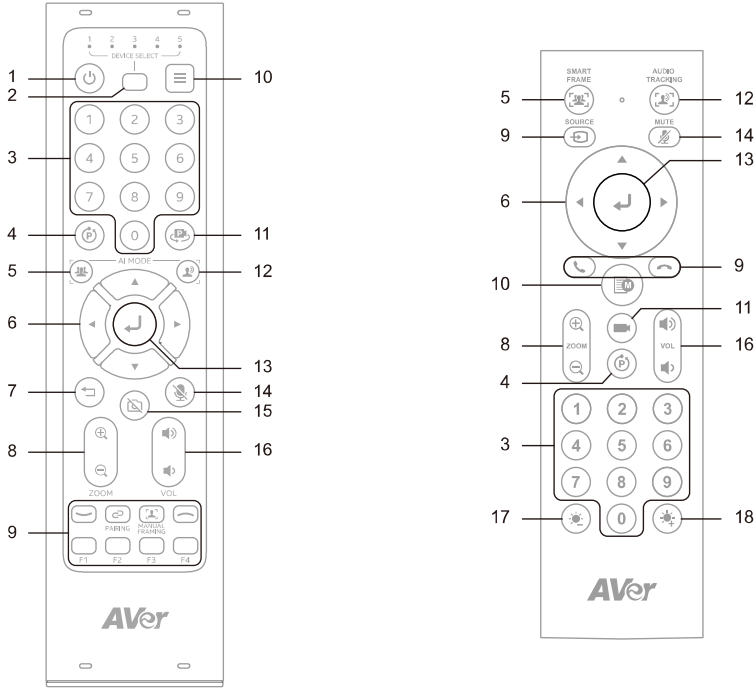 1 2 3 4 5
DEVICE SELECT
1
2
10
1 2 3
3
4 5 6
7 8 9
4
P
0
P
11
AI MODE
5
12
6
13
7
14
15
8
16
ZOOM VOL
9
PAIRING MANUAL
FRAMING
F1 F2 F3 F4
AVer
SMART
FRAME
AUDIO
TRACKING
5
12
SOURCE MUTE
9
14
13
6
9
10
M
11
8
ZOOM
VOL
16
4
P
1 2 3
3
4 5 6
7 8 9
17
0
18
AVer